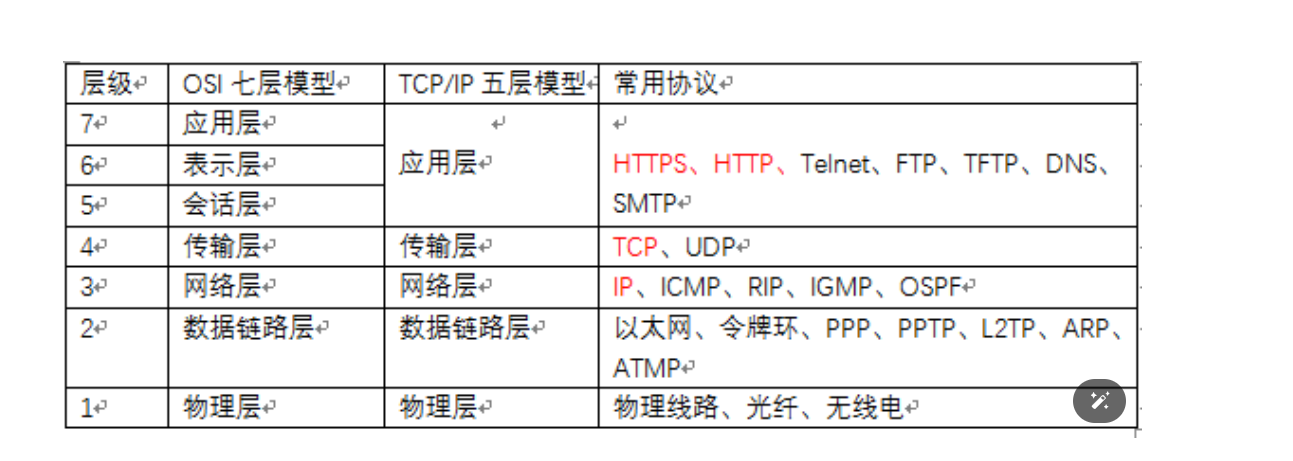 层级 OSI 七层模型 TCP/IP 五层模型 常用协议
7 应用层
6 表示层 应用层 HTTPS、HTTP、Telnet、FTP、TFTP、DNS、
5 会话层 SMTP
4 传输层 传输层 TCP、UDP
3 网络层 网络层 IP、ICMP、RIP、IGMP、OSPF
2 数据链路层 数据链路层 以太网、令牌环、PPP、PPTP、L2TP、ARP、
ATMP
1 物理层 物理层 物理线路、光纤、无线电